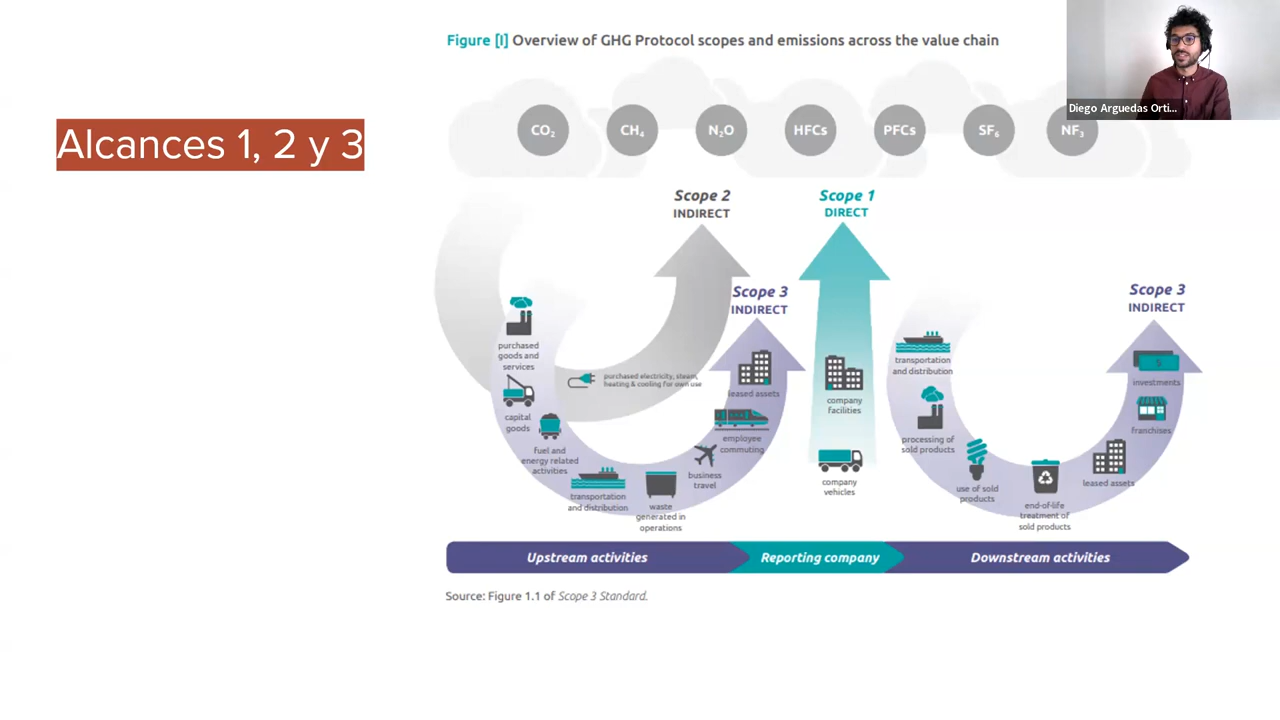 Figure [I] Overview of GHG Protocol scopes and emissions across the value chain
Diego Arguedas Orti...
Alcances 1, 2 y 3
CO₂
CH₄
N₂O
HFCs
PFCs
SF₆
NF₃
Scope 2
INDIRECT
Scope 1
DIRECT
Scope 3
INDIRECT
Scope 3
INDIRECT
purchased
goods and
services
capital
goods
fuel and
energy related
activities
transportation
and distribution
waste
generated in
operations
business
travel
employee
commuting
leased assets
purchased electricity, steam,
heating & cooling for own use
company
facilities
company
vehicles
transportation
and distribution
processing of
sold products
use of sold
products
end-of-life
treatment of
sold products
leased assets
franchises
investments
Upstream activities
Reporting company
Downstream activities
Source: Figure 1.1 of Scope 3 Standard.